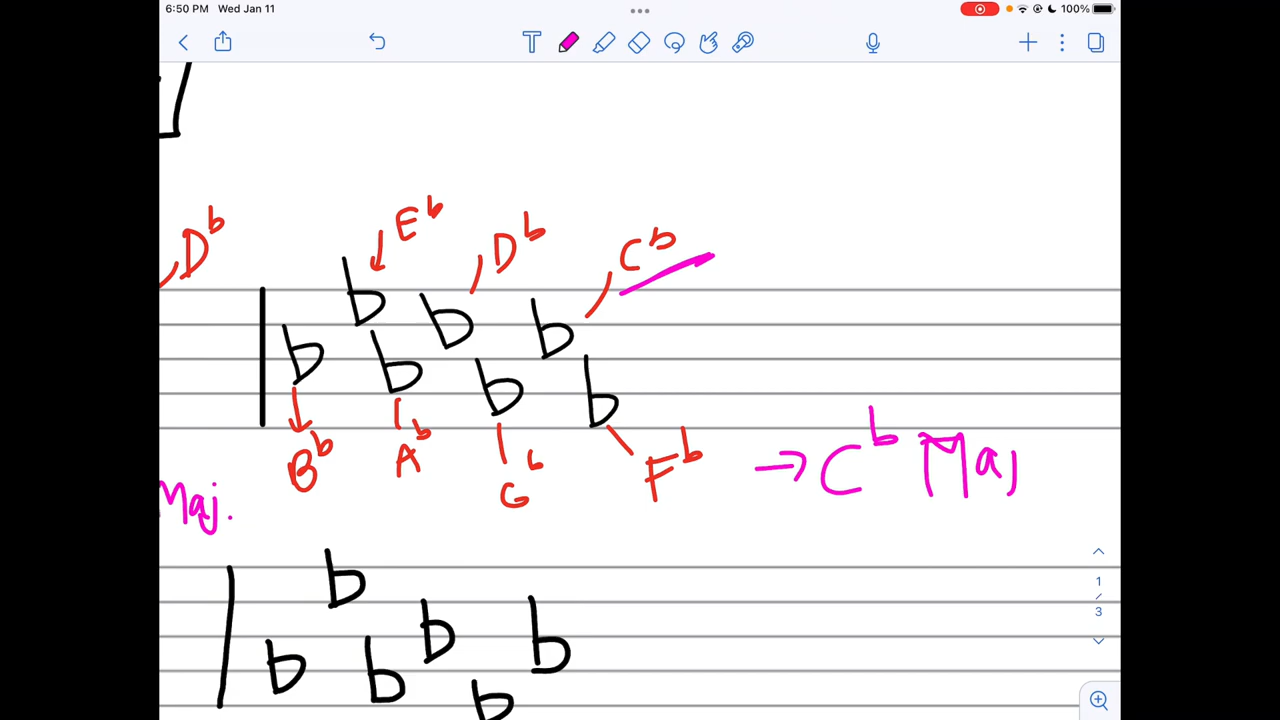 6:50 PM Wed Jan 11
100%
T
D♭
E♭
D♭
C♭
B♭
A♭
G♭
F♭
→ C♭ Maj
Maj.
1
/
3